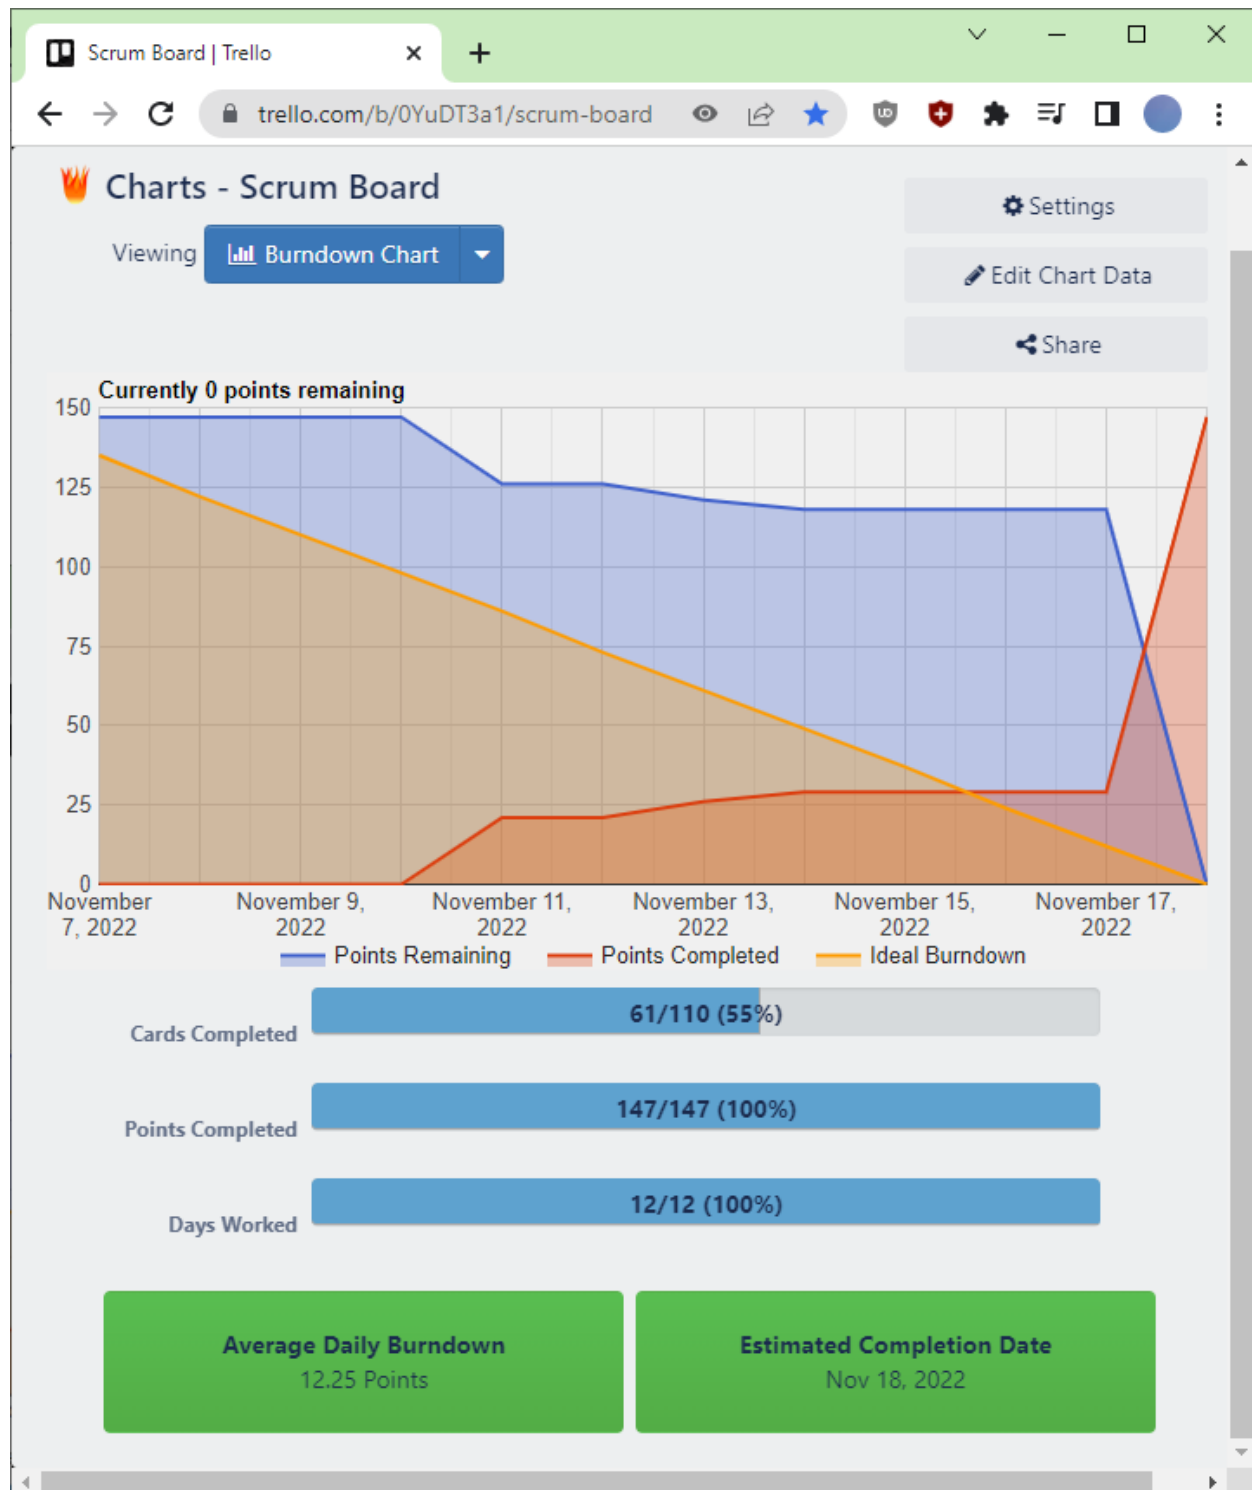 Scrum Board | Trello
trello.com/b/0YuDT3a1/scrum-board
Charts - Scrum Board
Settings
Viewing
Burndown Chart
Edit Chart Data
Share
Currently 0 points remaining
150
125
100
75
50
25
0
November 7, 2022
November 9, 2022
November 11, 2022
November 13, 2022
November 15, 2022
November 17, 2022
Points Remaining
Points Completed
Ideal Burndown
Cards Completed
61/110 (55%)
Points Completed
147/147 (100%)
Days Worked
12/12 (100%)
Average Daily Burndown
12.25 Points
Estimated Completion Date
Nov 18, 2022